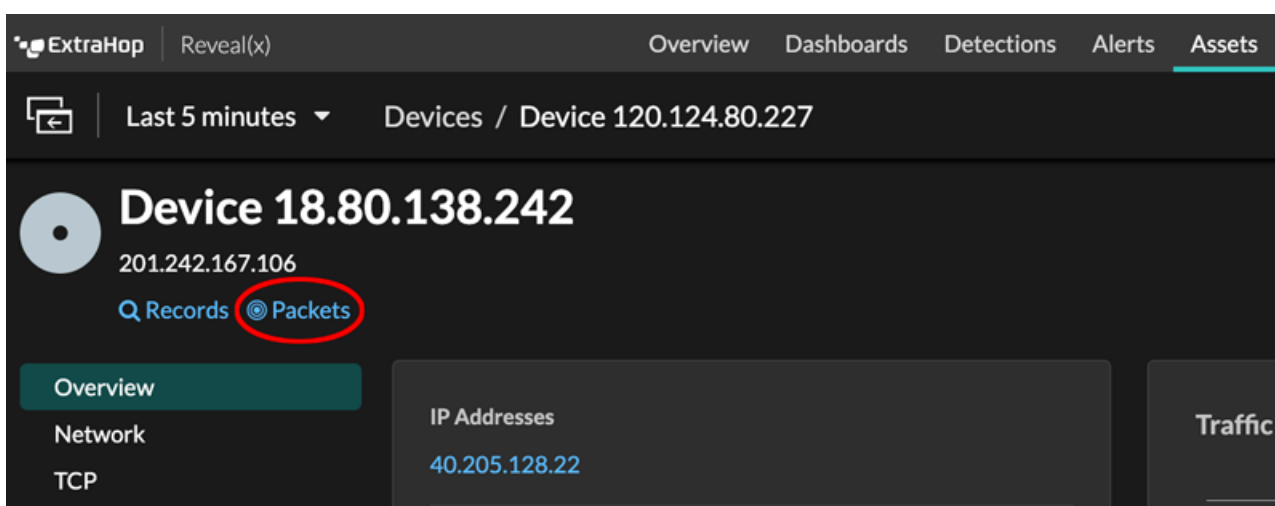 ExtraHop Reveal(x) Overview Dashboards Detections Alerts Assets
Last 5 minutes Devices / Device 120.124.80.227
Device 18.80.138.242
201.242.167.106
Records Packets
Overview
Network
TCP
IP Addresses
40.205.128.22
Traffic